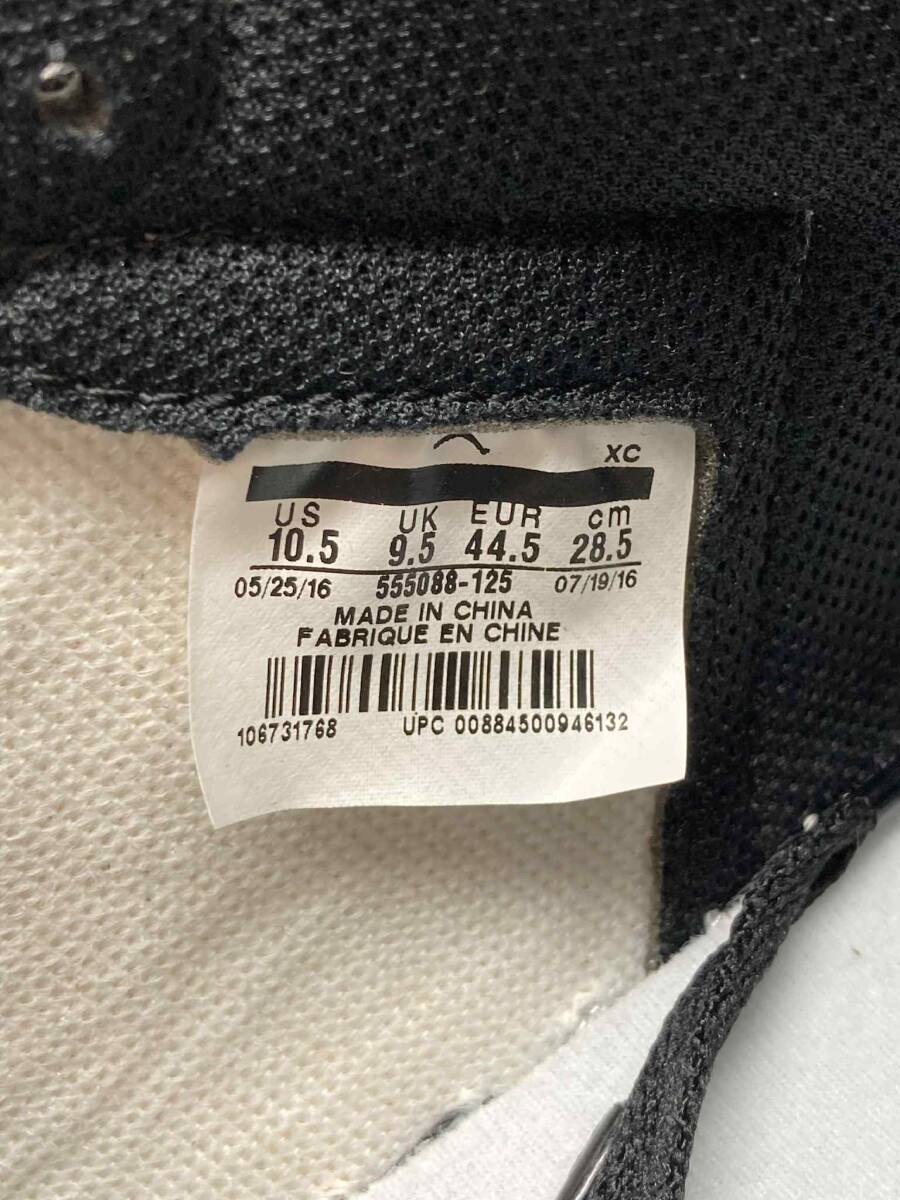 XC
US UK EUR cm
10.5 9.5 44.5 28.5
05/25/16 555088-125 07/19/16
MADE IN CHINA
FABRIQUE EN CHINE
106731768 UPC 00884500946132